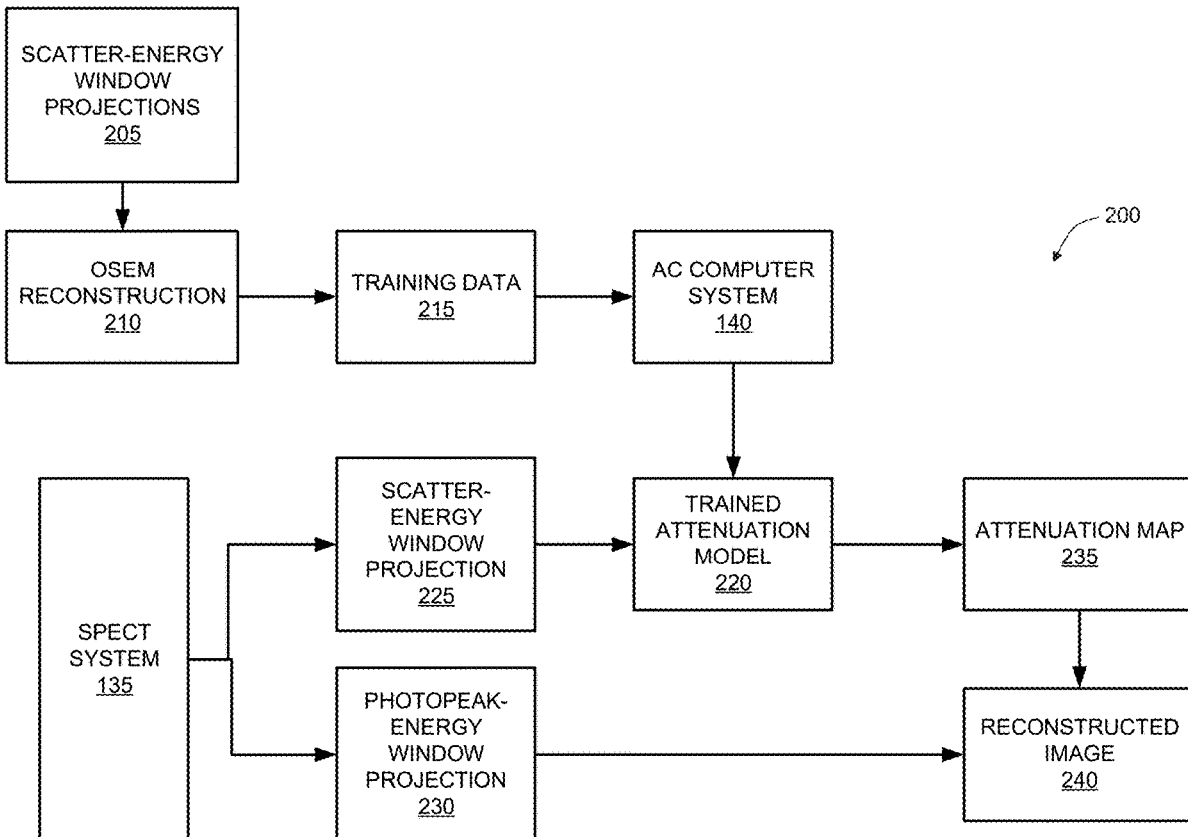 SCATTER-ENERGY
WINDOW
PROJECTIONS
205
200
OSEM
RECONSTRUCTION
210
TRAINING DATA
215
AC COMPUTER
SYSTEM
140
SPECT
SYSTEM
135
SCATTER-
ENERGY
WINDOW
PROJECTION
225
TRAINED
ATTENUATION
MODEL
220
ATTENUATION MAP
235
PHOTOPEAK-
ENERGY
WINDOW
PROJECTION
230
RECONSTRUCTED
IMAGE
240